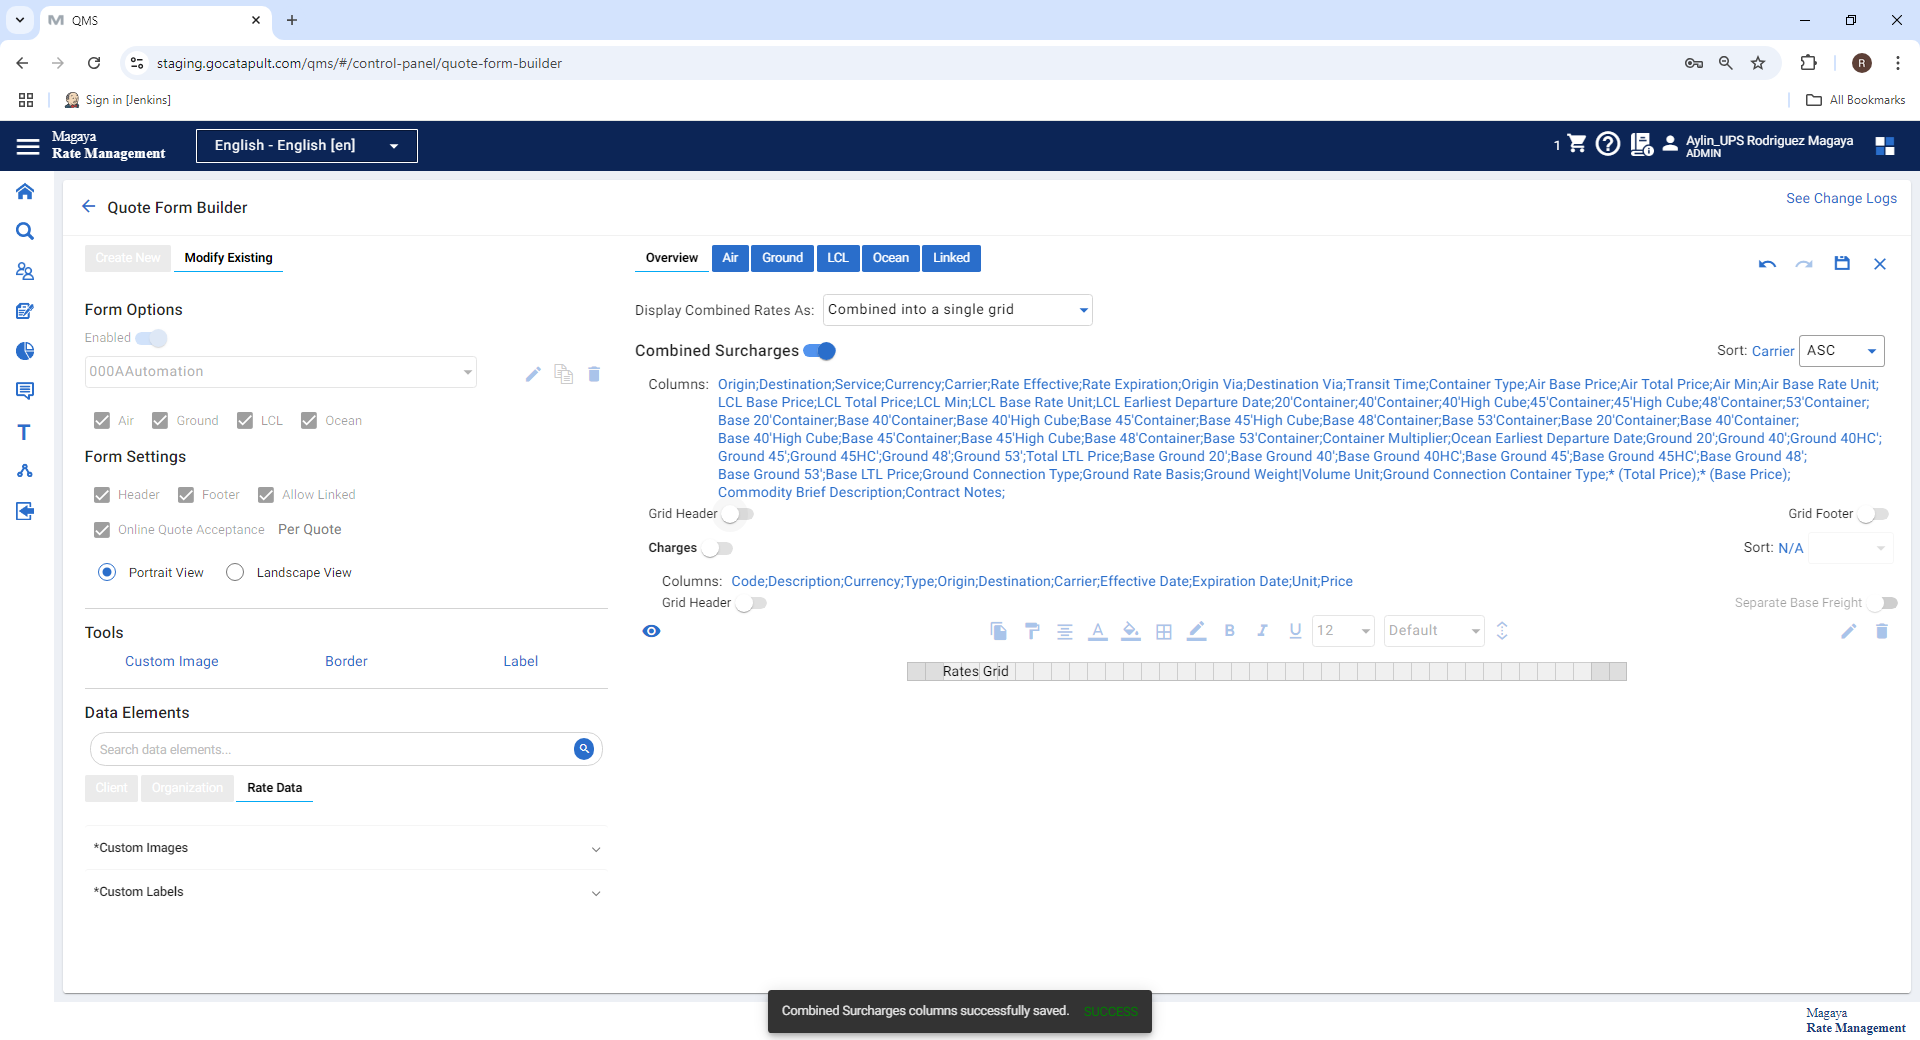 QMS
staging.gocatapult.com/qms/#/control-panel/quote-form-builder
R
Sign in [Jenkins]
All Bookmarks
Magaya
Rate Management
English - English [en]
1
Aylin_UPS Rodriguez Magaya
ADMIN
Quote Form Builder
See Change Logs
Create New
Modify Existing
Form Options
Enabled
000AAutomation
Air
Ground
LCL
Ocean
Form Settings
Header
Footer
Allow Linked
Online Quote Acceptance
Per Quote
Portrait View
Landscape View
Tools
Custom Image
Border
Label
Data Elements
Search data elements...
Client
Organization
Rate Data
*Custom Images
*Custom Labels
Overview
Air
Ground
LCL
Ocean
Linked
Display Combined Rates As:
Combined into a single grid
Combined Surcharges
Sort: Carrier
ASC
Columns:
Origin;Destination;Service;Currency;Carrier;Rate Effective;Rate Expiration;Origin Via;Destination Via;Transit Time;Container Type;Air Base Price;Air Total Price;Air Min;Air Base Rate Unit;
LCL Base Price;LCL Total Price;LCL Min;LCL Base Rate Unit;LCL Earliest Departure Date;20'Container;40'Container;40'High Cube;45'Container;45'High Cube;48'Container;53'Container;
Base 20'Container;Base 40'Container;Base 40'High Cube;Base 45'Container;Base 45'High Cube;Base 48'Container;Base 53'Container;Base 20'Container;Base 40'Container;
Base 40'High Cube;Base 45'Container;Base 45'High Cube;Base 48'Container;Base 53'Container;Container Multiplier;Ocean Earliest Departure Date;Ground 20';Ground 40';Ground 40HC';
Ground 45';Ground 45HC';Ground 48';Ground 53';Total LTL Price;Base Ground 20';Base Ground 40';Base Ground 40HC';Base Ground 45';Base Ground 45HC';Base Ground 48';
Base Ground 53';Base LTL Price;Ground Connection Type;Ground Rate Basis;Ground Weight|Volume Unit;Ground Connection Container Type;* (Total Price);* (Base Price);
Commodity Brief Description;Contract Notes;
Grid Header
Grid Footer
Charges
Sort: N/A
Columns:
Code;Description;Currency;Type;Origin;Destination;Carrier;Effective Date;Expiration Date;Unit;Price
Grid Header
Separate Base Freight
A
B
I
U
12
Default
Rates Grid
Combined Surcharges columns successfully saved.
SUCCESS
Magaya
Rate Management